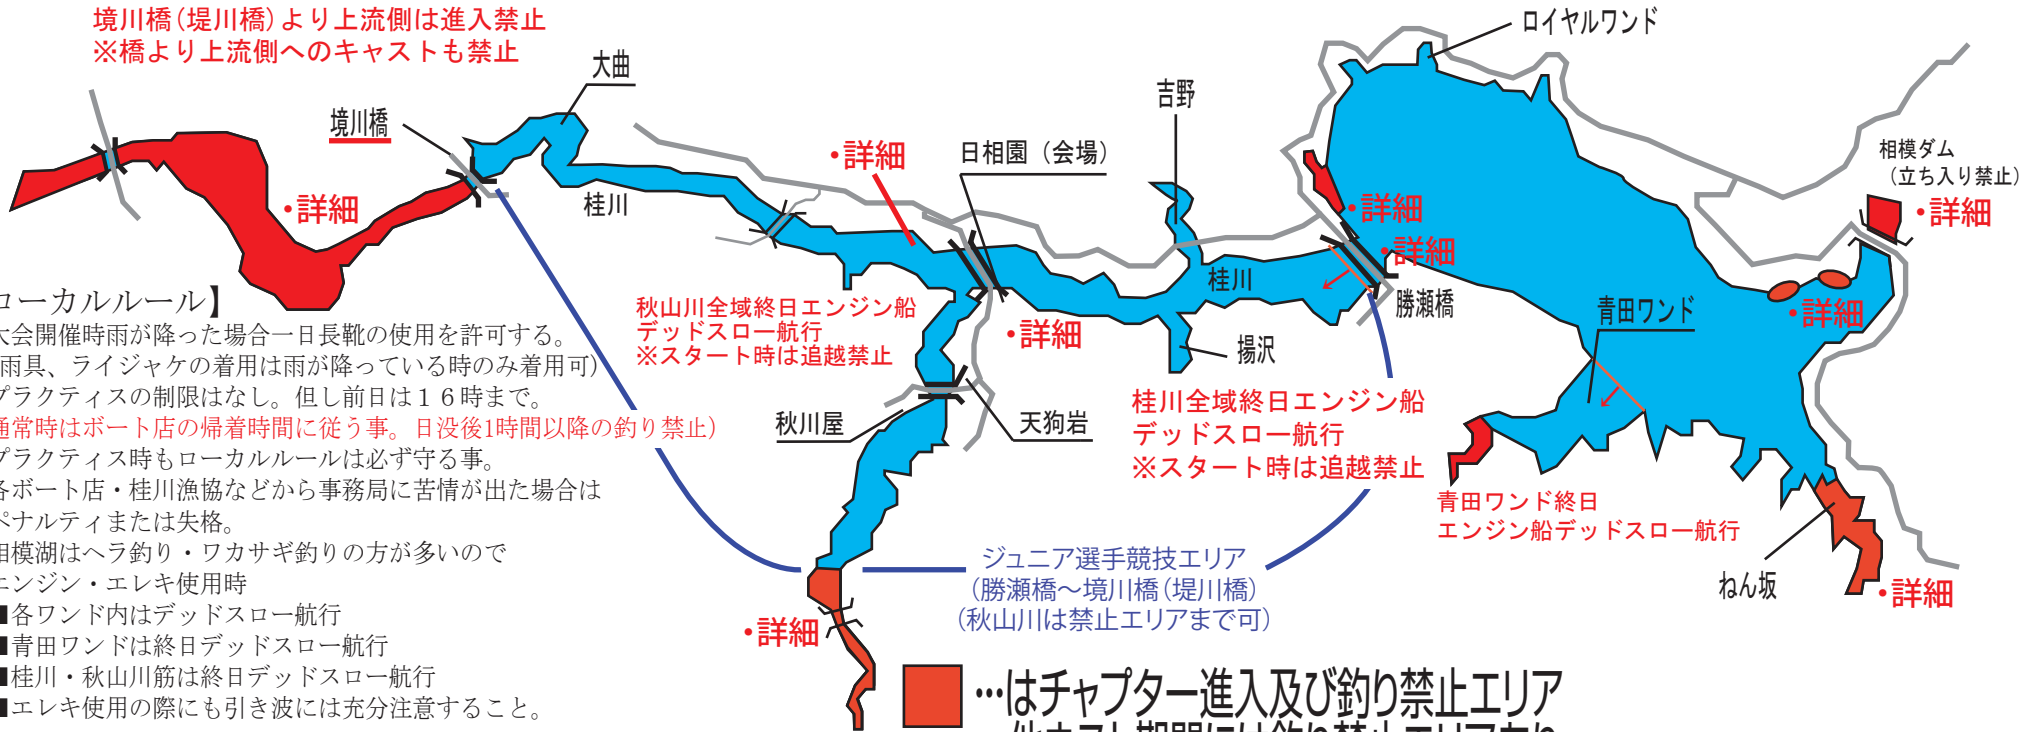 境川橋(堤川橋)より上流側は進入禁止
※橋より上流側へのキャストも禁止
ロイヤルワンド
大曲
吉野
境川橋
・詳細
日相園（会場）
相模ダム
（立ち入り禁止）
・詳細
・詳細
桂川
・詳細
・詳細
桂川
勝瀬橋
青田ワンド
・詳細
秋山川全域終日エンジン船
デッドスロー航行
※スタート時は追越禁止
・詳細
揚沢
秋川屋
天狗岩
桂川全域終日エンジン船
デッドスロー航行
※スタート時は追越禁止
青田ワンド終日
エンジン船デッドスロー航行
ねん坂
・詳細
・詳細
ジュニア選手競技エリア
(勝瀬橋～境川橋(堤川橋)
(秋山川は禁止エリアまで可)
ローカルルール】
大会開催時雨が降った場合一日長靴の使用を許可する。
雨具、ライジャケの着用は雨が降っている時のみ着用可)
プラクティスの制限はなし。但し前日は１６時まで。
通常時はボート店の帰着時間に従う事。日没後1時間以降の釣り禁止)
プラクティス時もローカルルールは必ず守る事。
各ボート店・桂川漁協などから事務局に苦情が出た場合は
ペナルティまたは失格。
相模湖はヘラ釣り・ワカサギ釣りの方が多いので
エンジン・エレキ使用時
■各ワンド内はデッドスロー航行
■青田ワンドは終日デッドスロー航行
■桂川・秋山川筋は終日デッドスロー航行
■エレキ使用の際にも引き波には充分注意すること。
…はチャプター進入及び釣り禁止エリア